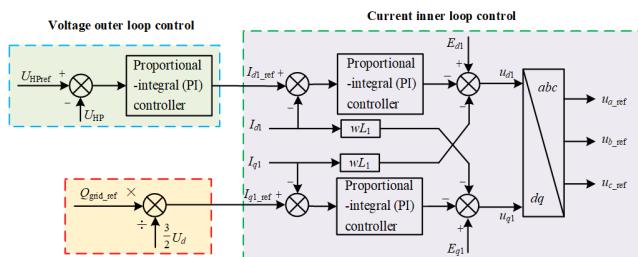 Voltage outer loop control
Current inner loop control
U_HPref + − U_HP
Proportional
-integral (PI)
controller
I_d1_ref + −
Proportional
-integral (PI)
controller
E_d1
+ − −
u_d1
I_d1
wL_1
I_q1
wL_1
abc
dq
u_a_ref
u_b_ref
u_c_ref
Q_grid_ref × ÷ 3/2 U_d
I_q1_ref + −
Proportional
-integral (PI)
controller
− − +
u_q1
E_q1